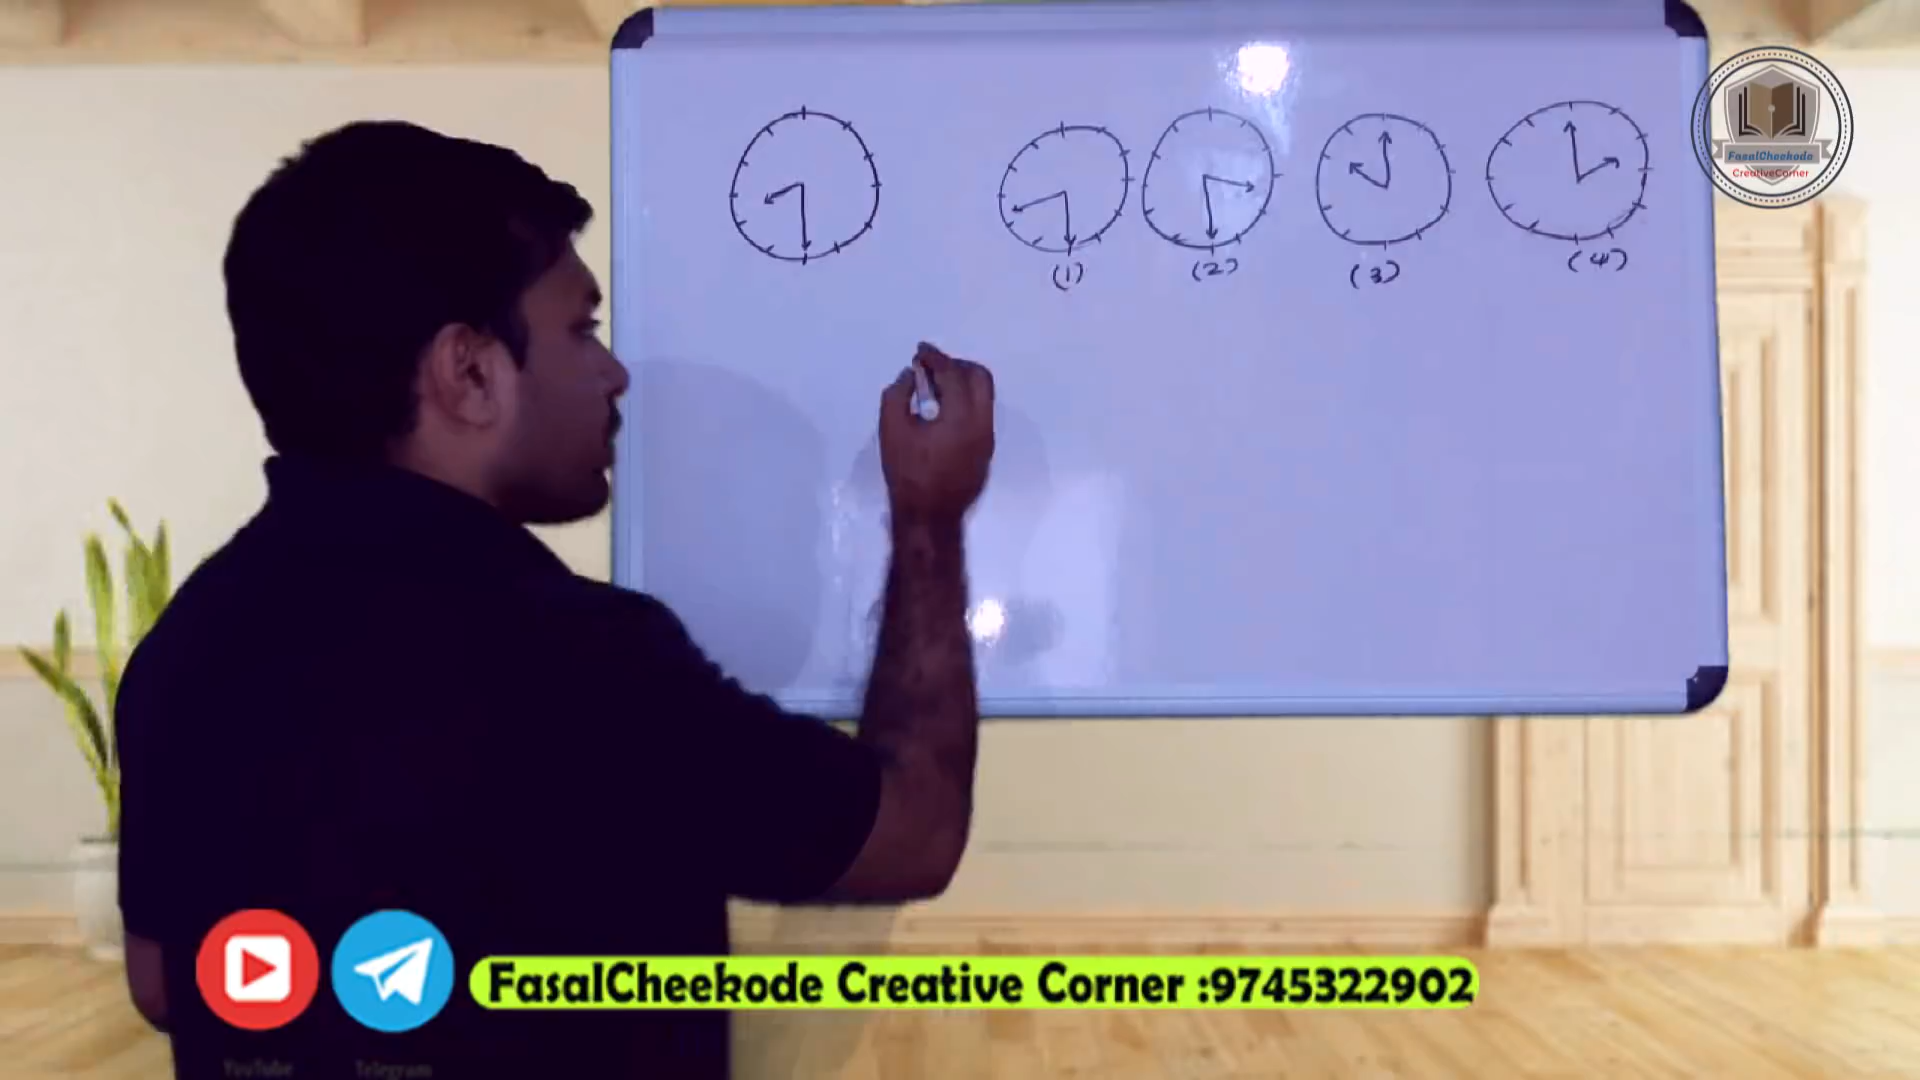 (1) (2) (3) (4)
FasalCheekode
CreativeCorner
FasalCheekode Creative Corner :9745322902
YouTube Telegram